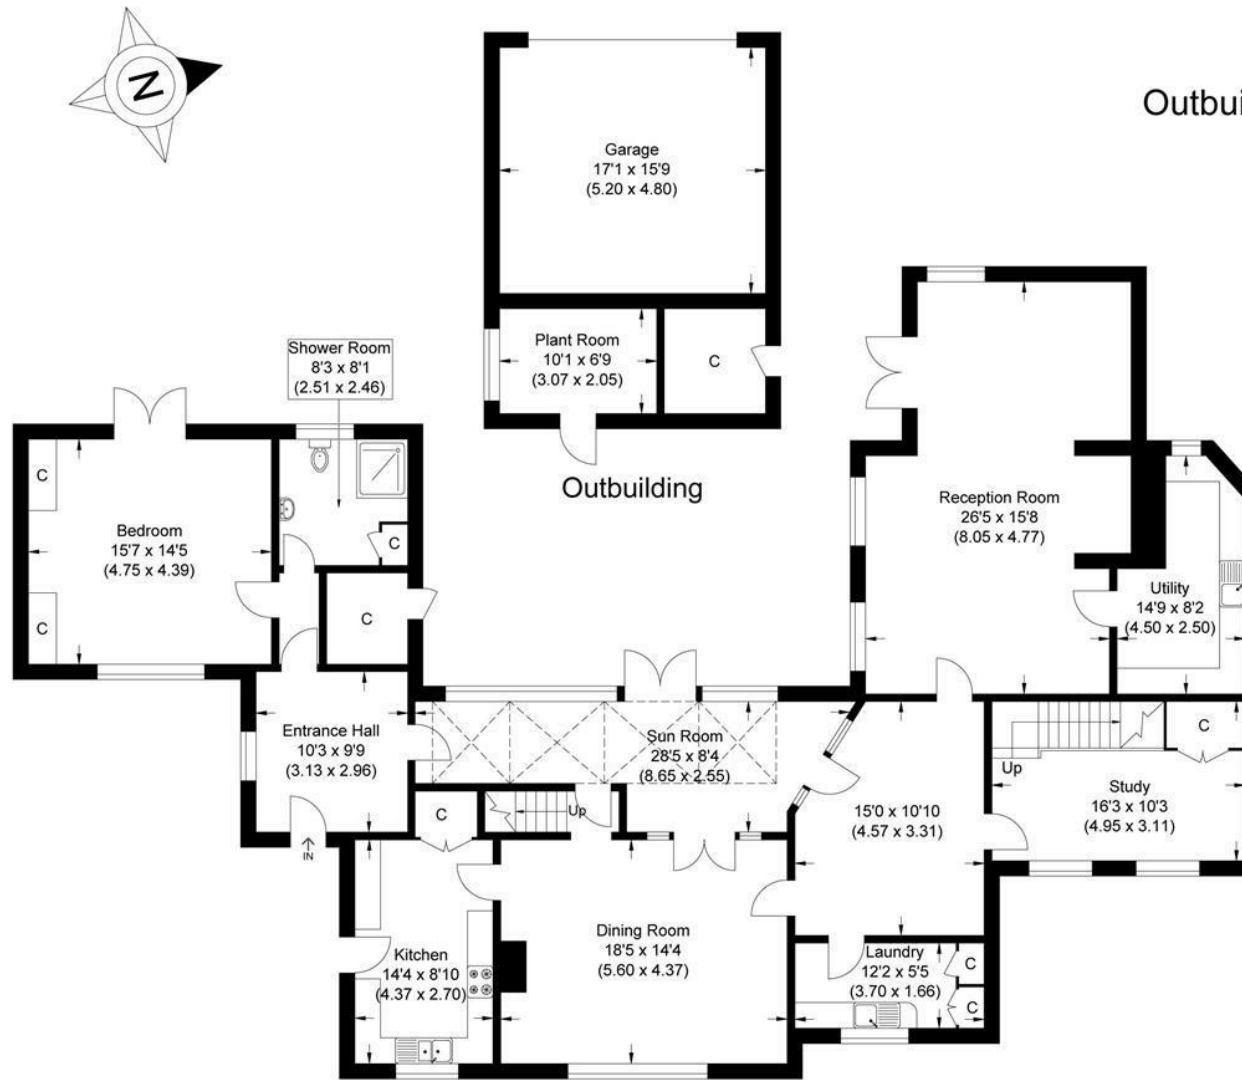 N
Outbui
Garage
17'1 x 15'9
(5.20 x 4.80)
Shower Room
8'3 x 8'1
(2.51 x 2.46)
Plant Room
10'1 x 6'9
(3.07 x 2.05)
C
Outbuilding
C
Bedroom
15'7 x 14'5
(4.75 x 4.39)
C
C
C
Reception Room
26'5 x 15'8
(8.05 x 4.77)
Utility
14'9 x 8'2
(4.50 x 2.50)
Entrance Hall
10'3 x 9'9
(3.13 x 2.96)
IN
Sun Room
28'5 x 8'4
(8.65 x 2.55)
C
Up
15'0 x 10'10
(4.57 x 3.31)
Up
C
Study
16'3 x 10'3
(4.95 x 3.11)
Kitchen
14'4 x 8'10
(4.37 x 2.70)
Dining Room
18'5 x 14'4
(5.60 x 4.37)
Laundry
12'2 x 5'5
(3.70 x 1.66)
C
C